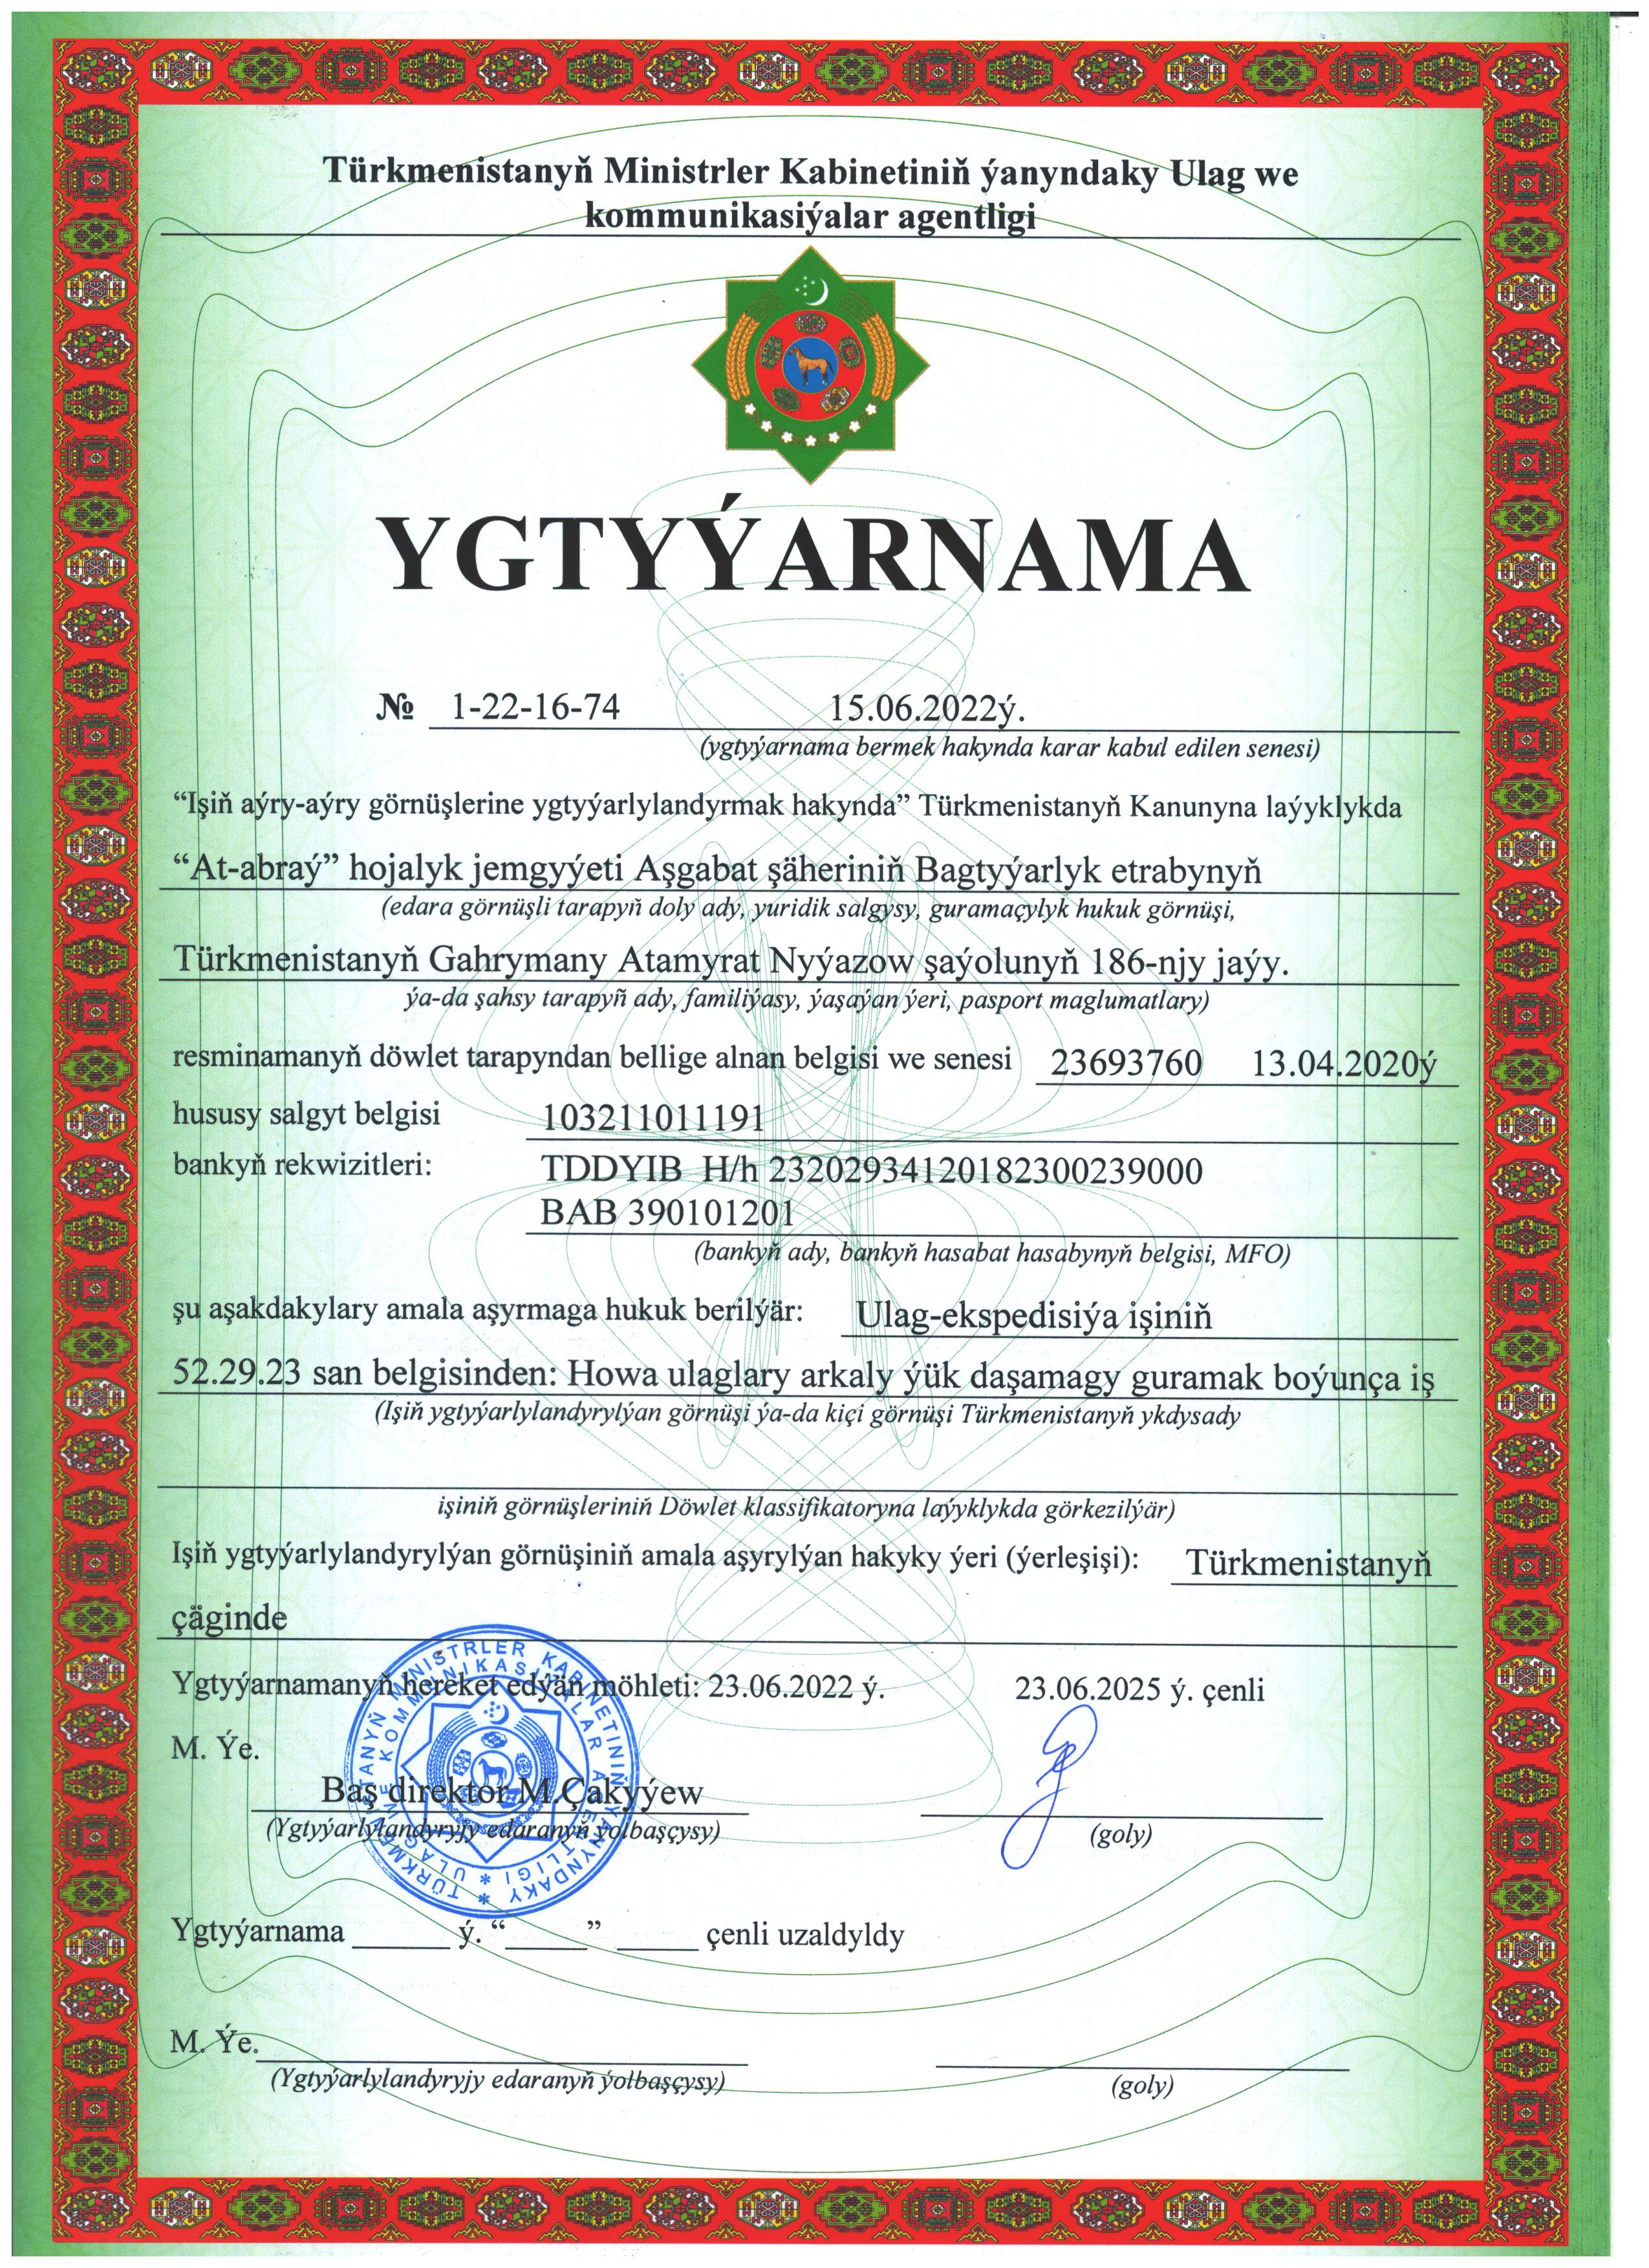 Türkmenistanyň Ministrler Kabinetiniň ýanyndaky Ulag we
kommunikasiýalar agentligi
YGTYÝARNAMA
№ 1-22-16-74 15.06.2022ý.
(ygtyýarnama bermek hakynda karar kabul edilen senesi)
“Işiň aýry-aýry görnüşlerine ygtyýarlylandyrmak hakynda” Türkmenistanyň Kanunyna laýyklykda
“At-abraý” hojalyk jemgyýeti Aşgabat şäheriniň Bagtyýarlyk etrabynyň
(edara görnüşli tarapyň doly ady, yuridik salgysy, guramaçylyk hukuk görnüşi,
Türkmenistanyň Gahrymany Atamyrat Nyýazow şaýolunyň 186-njy jaýy.
ýa-da şahsy tarapyñ ady, familiýasy, ýaşaýan ýeri, pasport maglumatlary)
resminamanyň döwlet tarapyndan bellige alnan belgisi we senesi 23693760 13.04.2020ý
hususy salgyt belgisi 103211011191
bankyň rekwizitleri: TDDYIB H/h 23202934120182300239000
BAB 390101201
(bankyň ady, bankyň hasabat hasabynyň belgisi, MFO)
şu aşakdakylary amala aşyrmaga hukuk berilýär: Ulag-ekspedisiýa işiniň
52.29.23 san belgisinden: Howa ulaglary arkaly ýük daşamagy guramak boýunça iş
(Işiň ygtyýarlylandyrylýan görnüşi ýa-da kiçi görnüşi Türkmenistanyň ykdysady
işiniň görnüşleriniň Döwlet klassifikatoryna laýyklykda görkezilýär)
Işiň ygtyýarlylandyrylýan görnüşiniň amala aşyrylýan hakyky ýeri (ýerleşişi): Türkmenistanyň
çäginde
Ygtyýarnamanyň hereket edýän möhleti: 23.06.2022 ý. 23.06.2025 ý. çenli
M. Ýe.
Baş direktor M.Çakyýew
(Ygtyýarlylandyryjy edaranyň ýolbaşçysy) (goly)
TÜRKMENISTANYŇ MINISTRLER KABINETINIŇ ÝANYNDAKY
ULAG WE KOMMUNIKASIÝALAR AGENTLIGI
Ygtyýarnama ______ ý. “_____” _____ çenli uzaldyldy
M. Ýe.
(Ygtyýarlylandyryjy edaranyň ýolbaşçysy) (goly)